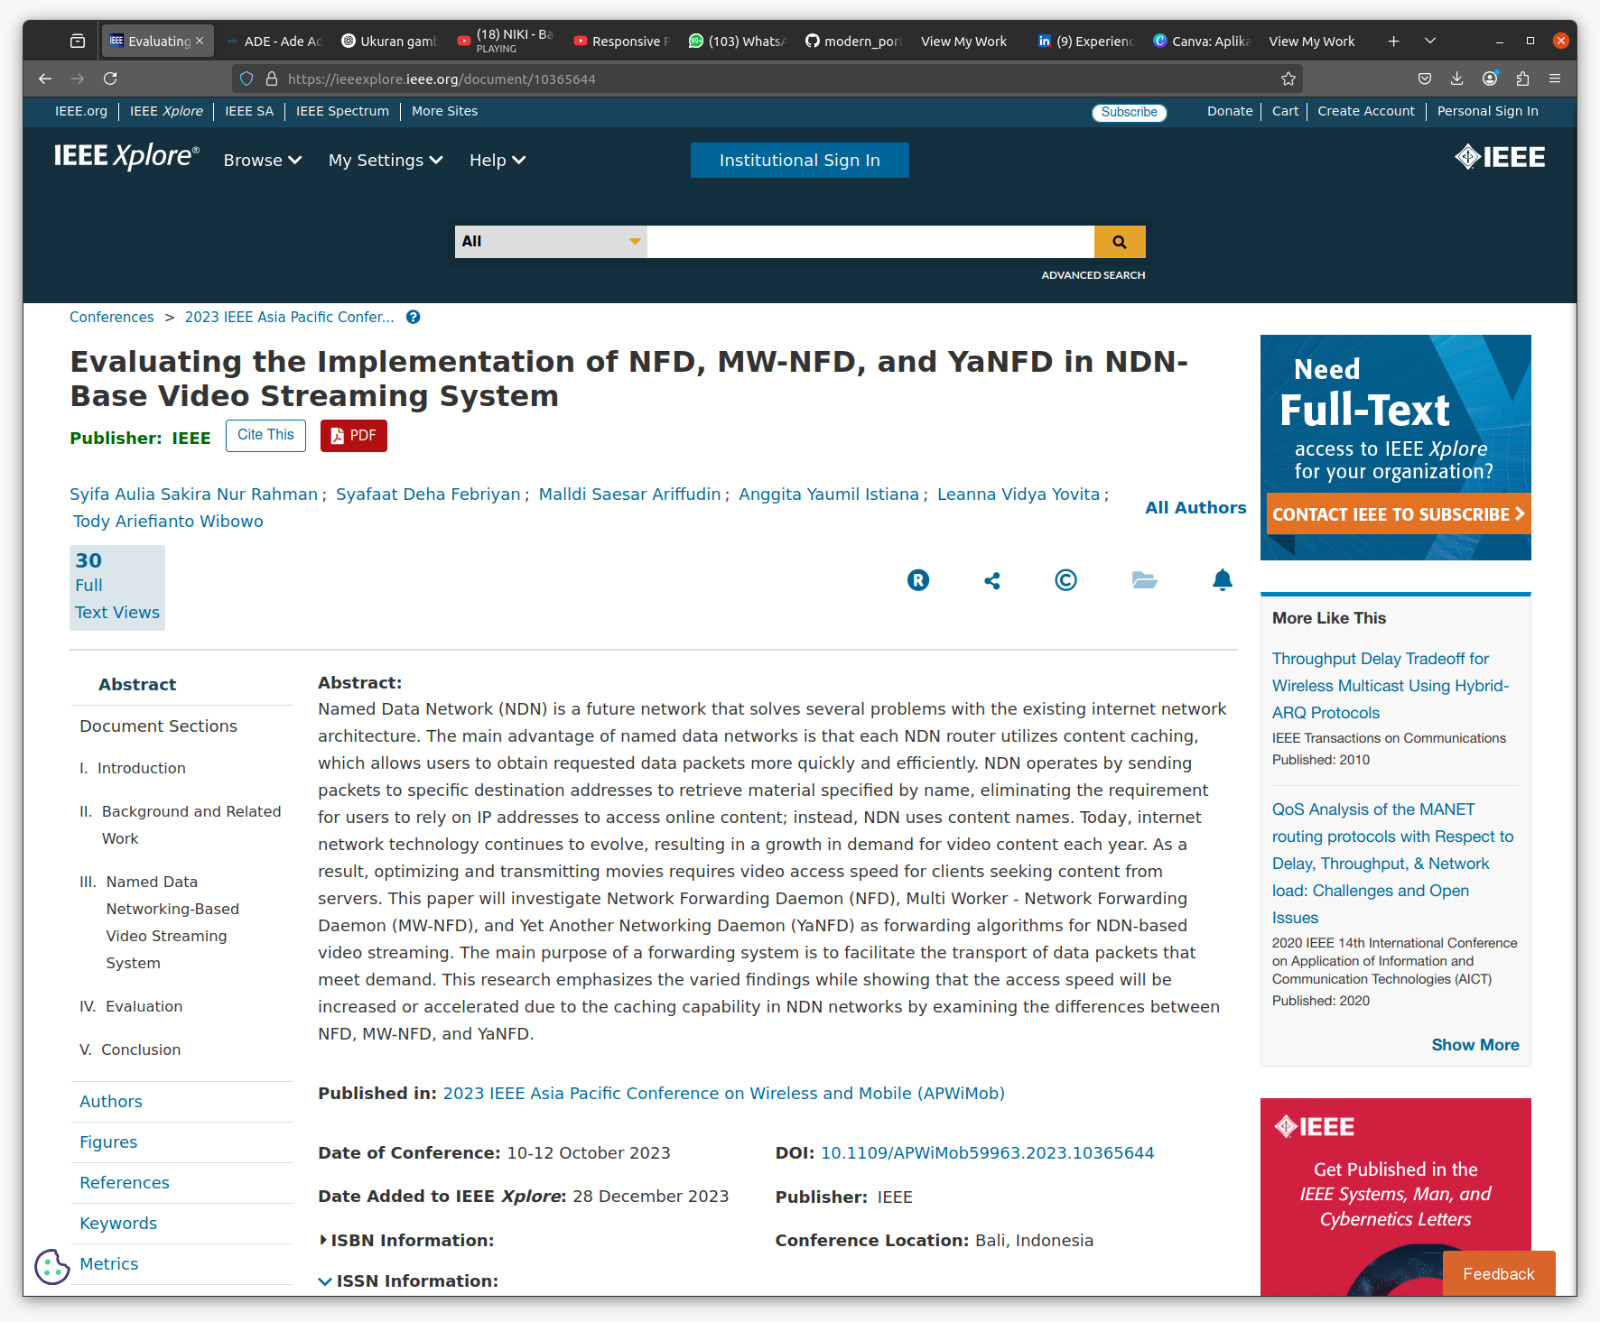 Evaluating
ADE - Ade Ad
Ukuran gamb
(18) NIKI - Ba
PLAYING
Responsive P
(103) WhatsA
modern_port
View My Work
(9) Experienc
Canva: Aplika
View My Work
https://ieeexplore.ieee.org/document/10365644
IEEE.org
IEEE Xplore
IEEE SA
IEEE Spectrum
More Sites
Subscribe
Donate
Cart
Create Account
Personal Sign In
IEEE Xplore®
Browse
My Settings
Help
Institutional Sign In
IEEE
All
ADVANCED SEARCH
Conferences > 2023 IEEE Asia Pacific Confer...
Evaluating the Implementation of NFD, MW-NFD, and YaNFD in NDN-
Base Video Streaming System
Publisher: IEEE
Cite This
PDF
Syifa Aulia Sakira Nur Rahman ; Syafaat Deha Febriyan ; Malldi Saesar Ariffudin ; Anggita Yaumil Istiana ; Leanna Vidya Yovita ;
Tody Ariefianto Wibowo
All Authors
30
Full
Text Views
R
©
Abstract
Document Sections
I. Introduction
II. Background and Related
Work
III. Named Data
Networking-Based
Video Streaming
System
IV. Evaluation
V. Conclusion
Authors
Figures
References
Keywords
Metrics
Abstract:
Named Data Network (NDN) is a future network that solves several problems with the existing internet network
architecture. The main advantage of named data networks is that each NDN router utilizes content caching,
which allows users to obtain requested data packets more quickly and efficiently. NDN operates by sending
packets to specific destination addresses to retrieve material specified by name, eliminating the requirement
for users to rely on IP addresses to access online content; instead, NDN uses content names. Today, internet
network technology continues to evolve, resulting in a growth in demand for video content each year. As a
result, optimizing and transmitting movies requires video access speed for clients seeking content from
servers. This paper will investigate Network Forwarding Daemon (NFD), Multi Worker - Network Forwarding
Daemon (MW-NFD), and Yet Another Networking Daemon (YaNFD) as forwarding algorithms for NDN-based
video streaming. The main purpose of a forwarding system is to facilitate the transport of data packets that
meet demand. This research emphasizes the varied findings while showing that the access speed will be
increased or accelerated due to the caching capability in NDN networks by examining the differences between
NFD, MW-NFD, and YaNFD.
Published in: 2023 IEEE Asia Pacific Conference on Wireless and Mobile (APWiMob)
Date of Conference: 10-12 October 2023
DOI: 10.1109/APWiMob59963.2023.10365644
Date Added to IEEE Xplore: 28 December 2023
Publisher: IEEE
ISBN Information:
Conference Location: Bali, Indonesia
ISSN Information:
Need
Full-Text
access to IEEE Xplore
for your organization?
CONTACT IEEE TO SUBSCRIBE
More Like This
Throughput Delay Tradeoff for
Wireless Multicast Using Hybrid-
ARQ Protocols
IEEE Transactions on Communications
Published: 2010
QoS Analysis of the MANET
routing protocols with Respect to
Delay, Throughput, & Network
load: Challenges and Open
Issues
2020 IEEE 14th International Conference
on Application of Information and
Communication Technologies (AICT)
Published: 2020
Show More
IEEE
Get Published in the
IEEE Systems, Man, and
Cybernetics Letters
Feedback